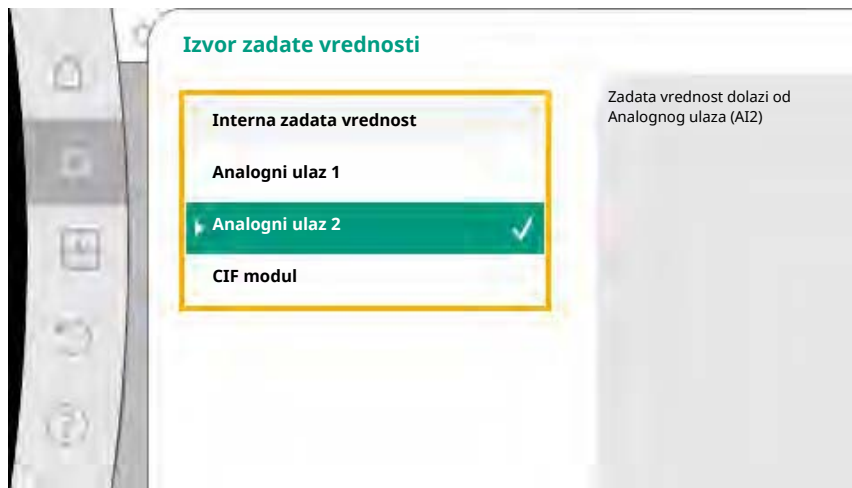 Izvor zadate vrednosti
Interna zadata vrednost
Analogni ulaz 1
Analogni ulaz 2
CIF modul
Zadata vrednost dolazi od
Analognog ulaza (AI2)